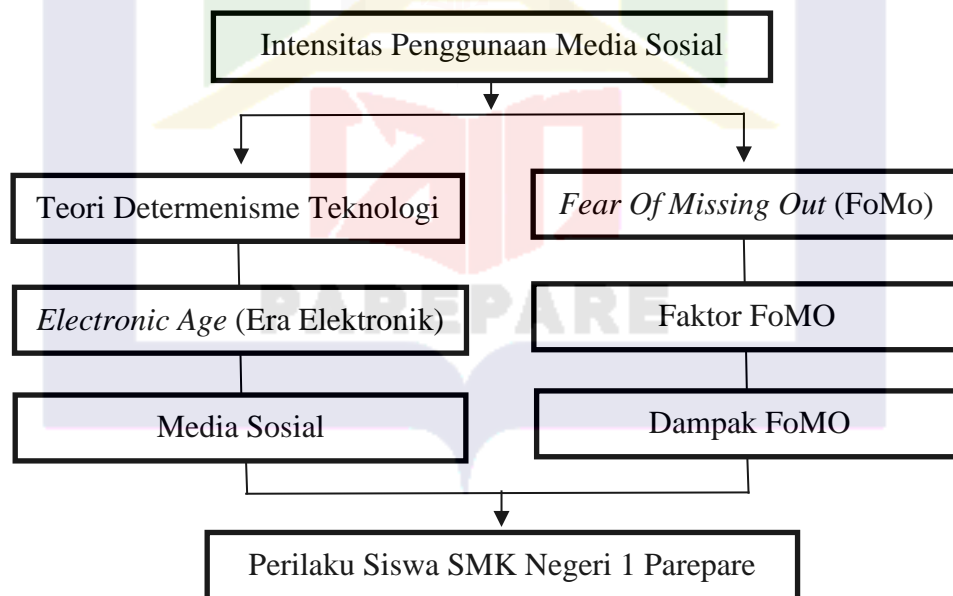 Intensitas Penggunaan Media Sosial
Teori Determenisme Teknologi
Fear Of Missing Out (FoMo)
Electronic Age (Era Elektronik)
Faktor FoMO
Media Sosial
Dampak FoMO
PAREPARE
Perilaku Siswa SMK Negeri 1 Parepare